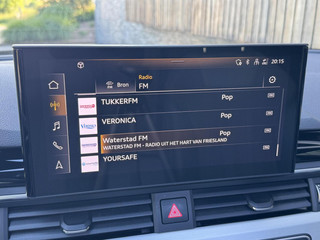 20:15
Radio
Bron
FM
TUKKERFM
Pop
VERONICA
Pop
Waterstad FM
Pop
WATERSTAD FM - RADIO UIT HET HART VAN FRIESLAND
YOURSAFE